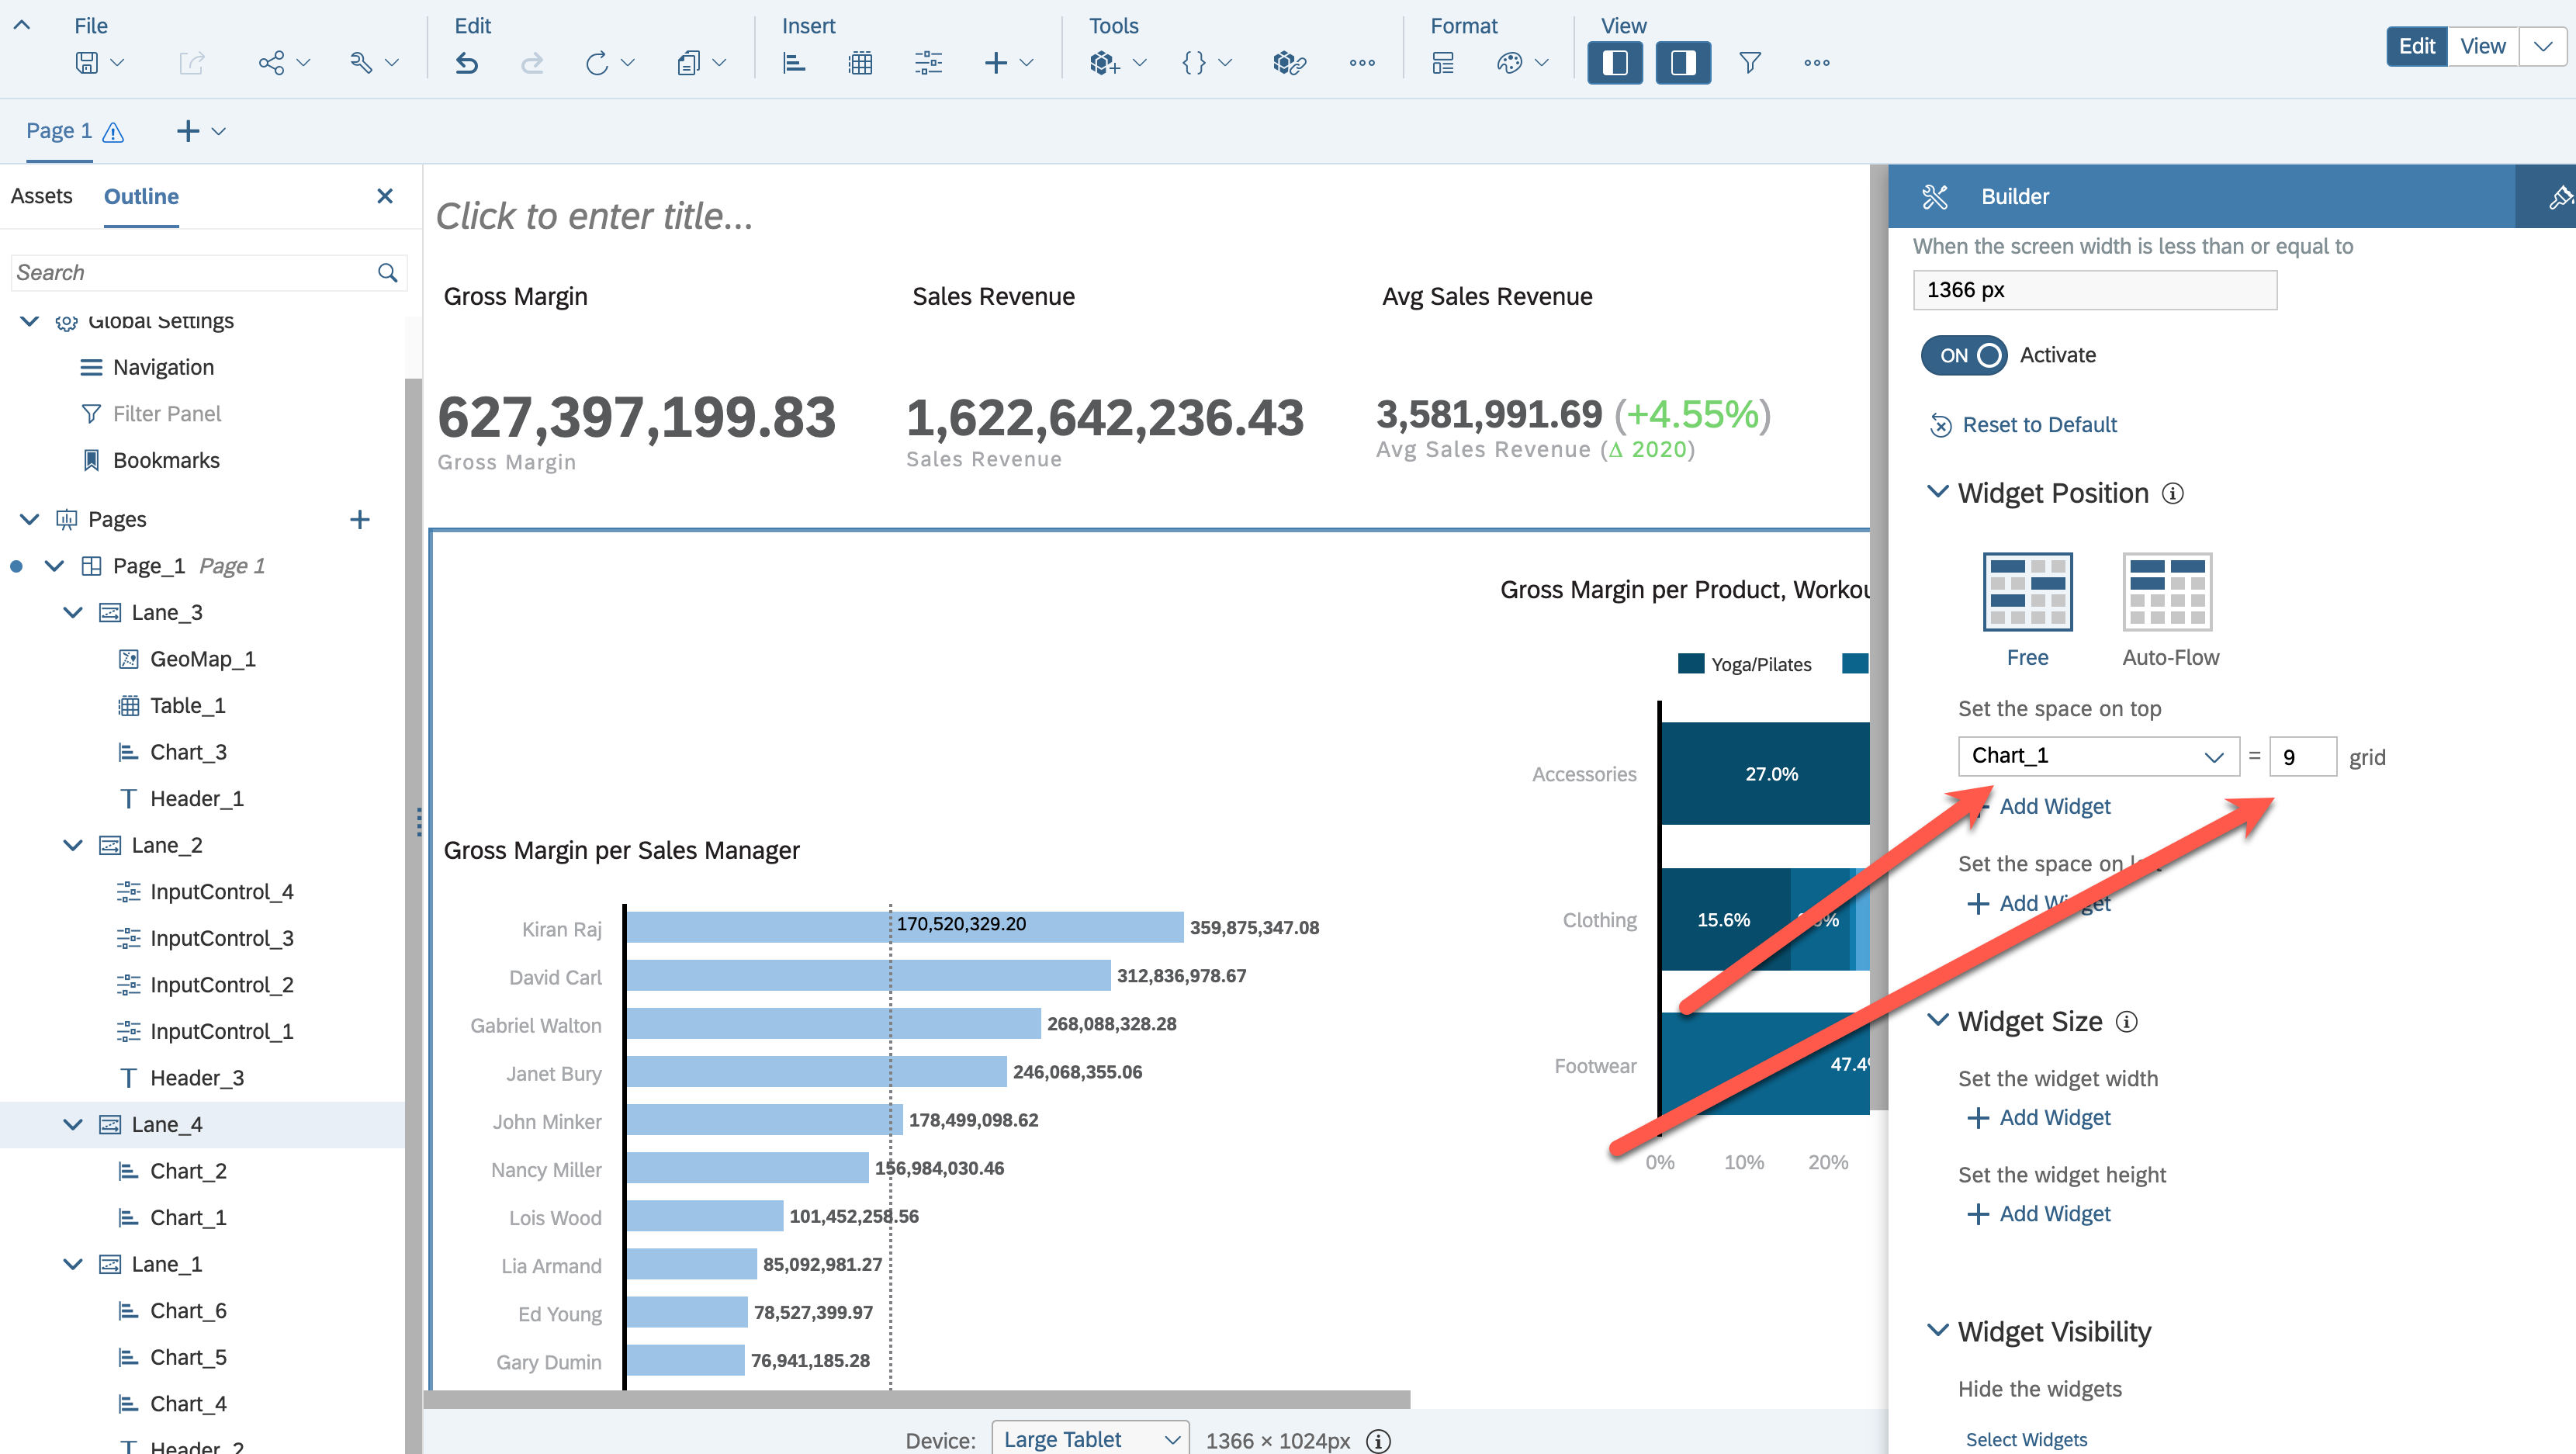 File
Edit
Insert
Tools
Format
View
Edit
View
Page 1
Assets
Outline
Search
Global Settings
Navigation
Filter Panel
Bookmarks
Pages
Page_1 Page 1
Lane_3
GeoMap_1
Table_1
Chart_3
Header_1
Lane_2
InputControl_4
InputControl_3
InputControl_2
InputControl_1
Header_3
Lane_4
Chart_2
Chart_1
Lane_1
Chart_6
Chart_5
Chart_4
Header_2
Click to enter title...
Gross Margin
627,397,199.83
Gross Margin
Sales Revenue
1,622,642,236.43
Sales Revenue
Avg Sales Revenue
3,581,991.69 (+4.55%)
Avg Sales Revenue (Δ 2020)
Gross Margin per Sales Manager
170,520,329.20
Kiran Raj 359,875,347.08
David Carl 312,836,978.67
Gabriel Walton 268,088,328.28
Janet Bury 246,068,355.06
John Minker 178,499,098.62
Nancy Miller 156,984,030.46
Lois Wood 101,452,258.56
Lia Armand 85,092,981.27
Ed Young 78,527,399.97
Gary Dumin 76,941,185.28
Gross Margin per Product,
Yoga/Pilates
Accessories 27.0%
Clothing 15.6%
Footwear 47.4
0% 10% 20%
Device: Large Tablet 1366 × 1024px
Builder
When the screen width is less than or equal to
1366 px
ON Activate
Reset to Default
Widget Position
Free
Auto-Flow
Set the space on top
Chart_1 = 9 grid
Add Widget
Set the space on
Add Widget
Widget Size
Set the widget width
Add Widget
Set the widget height
Add Widget
Widget Visibility
Hide the widgets
Select Widgets